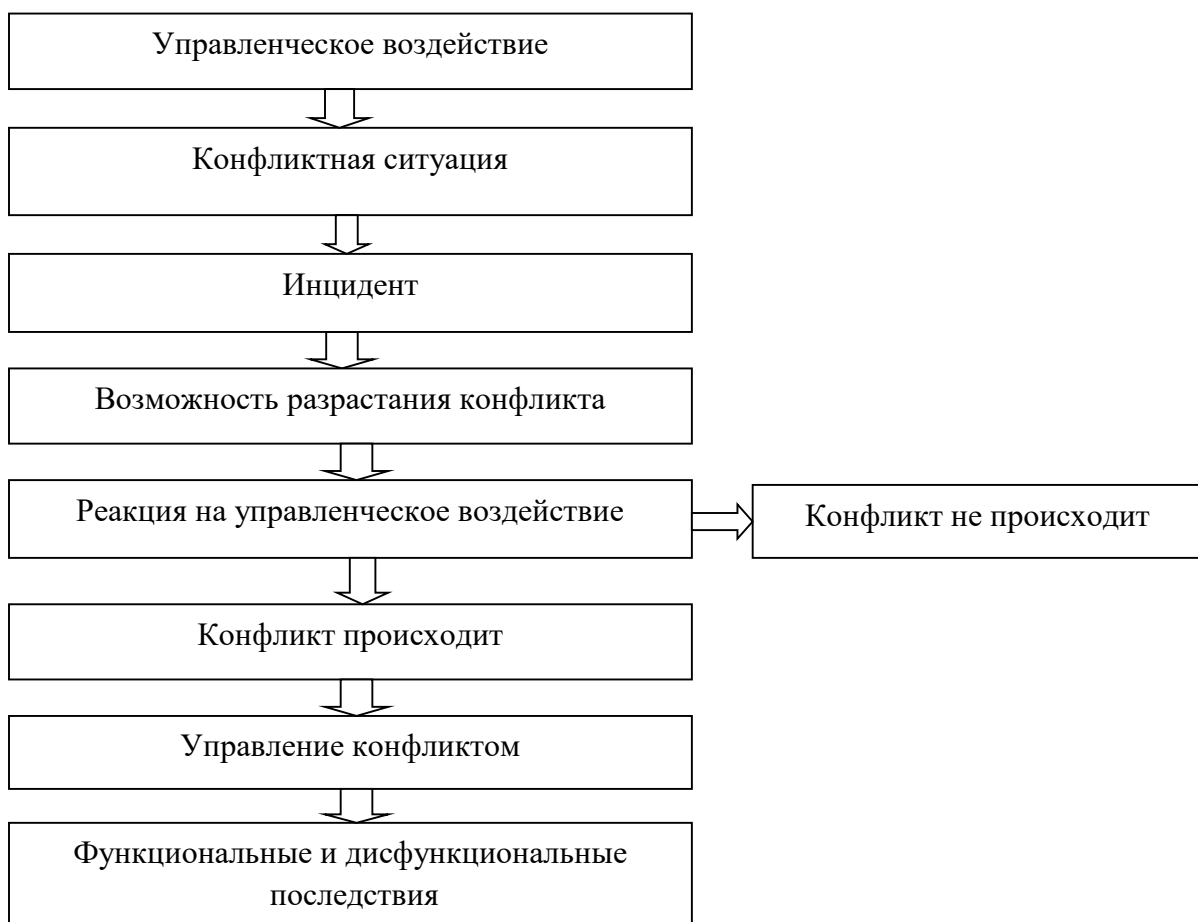 Управленческое воздействие
Конфликтная ситуация
Инцидент
Возможность разрастания конфликта
Реакция на управленческое воздействие
Конфликт не происходит
Конфликт происходит
Управление конфликтом
Функциональные и дисфункциональные
последствия